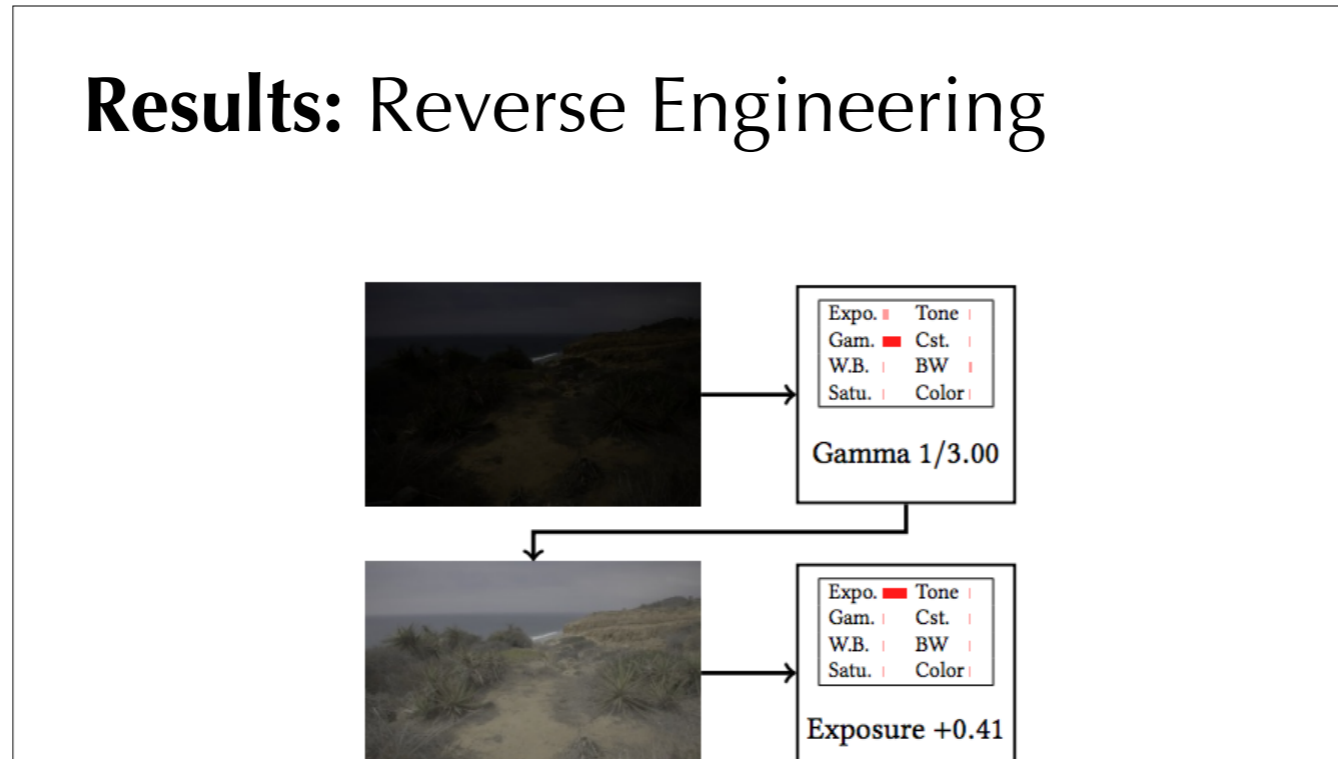 Results: Reverse Engineering
Expo. Tone
Gam. Cst.
W.B. BW
Satu. Color
Gamma 1/3.00
Expo. Tone
Gam. Cst.
W.B. BW
Satu. Color
Exposure +0.41